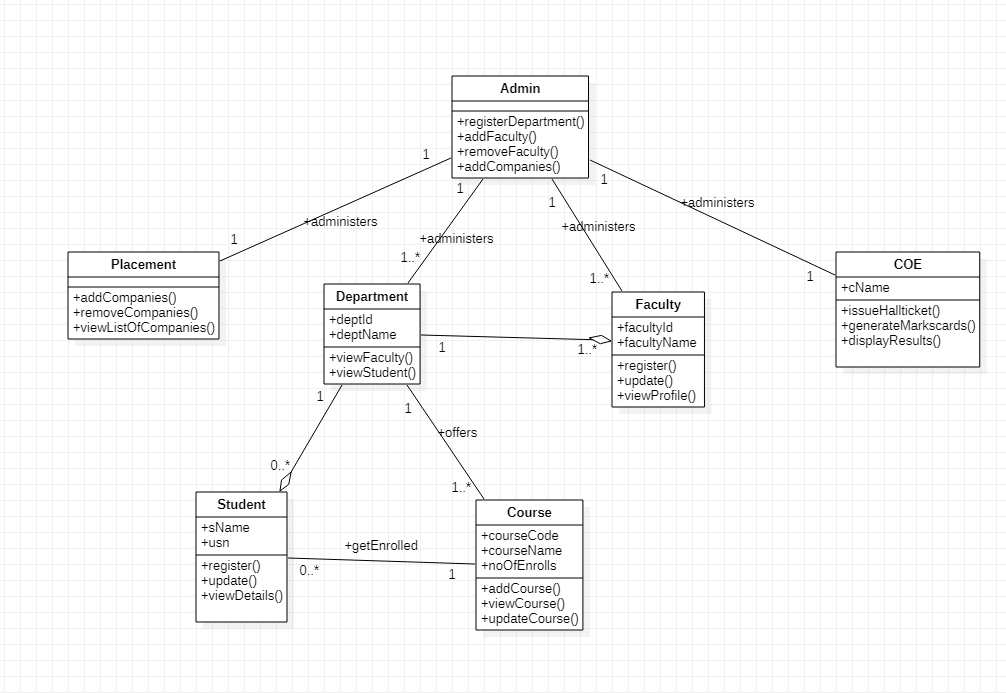 Admin
+registerDepartment()
+addFaculty()
+removeFaculty()
+addCompanies()
1
1
1
1
+administers
+administers
+administers
+administers
1
1..*
1..*
1
Placement
+addCompanies()
+removeCompanies()
+viewListOfCompanies()
Department
+deptId
+deptName
+viewFaculty()
+viewStudent()
Faculty
+facultyId
+facultyName
+register()
+update()
+viewProfile()
COE
+cName
+issueHallticket()
+generateMarkscards()
+displayResults()
1
1..*
1
1
+offers
0..*
1..*
Student
+sName
+usn
+register()
+update()
+viewDetails()
+getEnrolled
0..*
1
Course
+courseCode
+courseName
+noOfEnrolls
+addCourse()
+viewCourse()
+updateCourse()